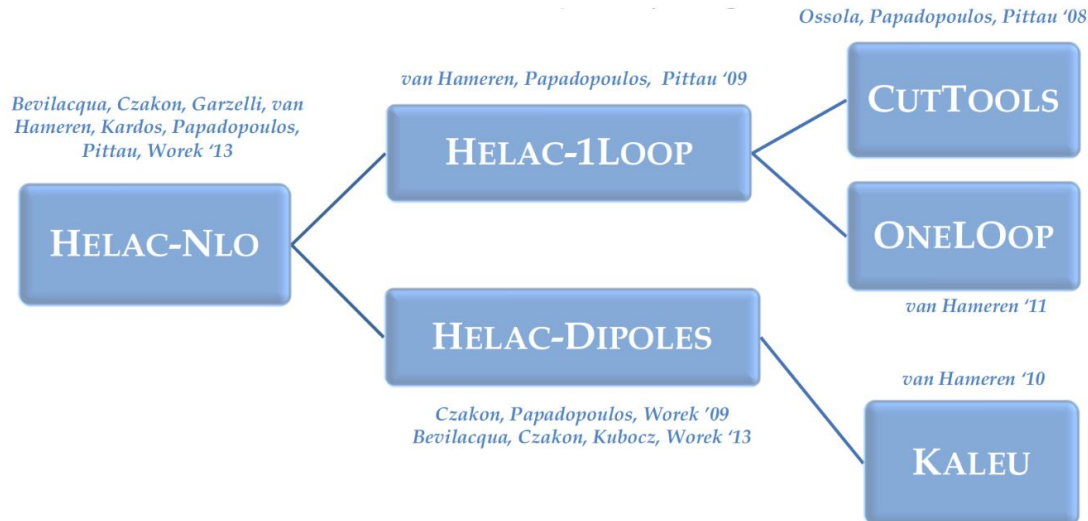 Bevilacqua, Czakon, Garzelli, van
Hameren, Kardos, Papadopoulos,
Pittau, Worek ‘13
HELAC-NLO
van Hameren, Papadopoulos, Pittau ‘09
HELAC-1LOOP
HELAC-DIPOLES
Czakon, Papadopoulos, Worek ’09
Bevilacqua, Czakon, Kubocz, Worek ‘13
Ossola, Papadopoulos, Pittau ‘08
CUTTOOLS
ONELOOP
van Hameren ‘11
van Hameren ‘10
KALEU